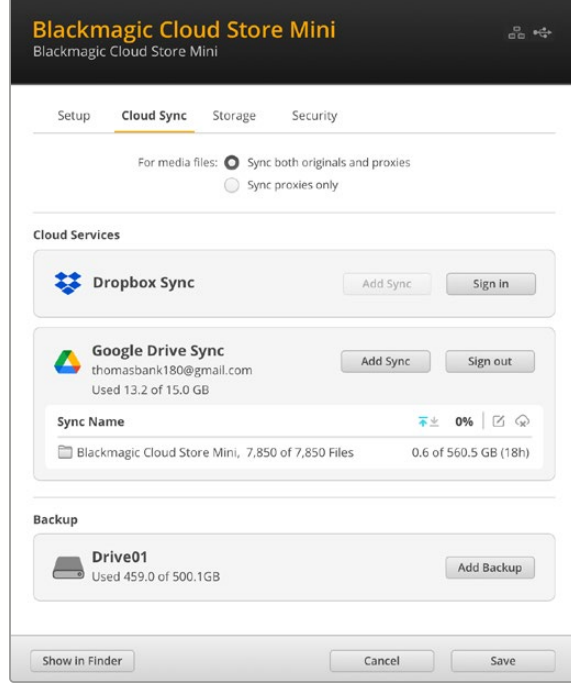 Blackmagic Cloud Store Mini
Blackmagic Cloud Store Mini
Setup Cloud Sync Storage Security
For media files: Sync both originals and proxies
Sync proxies only
Cloud Services
Dropbox Sync Add Sync Sign in
Google Drive Sync
thomasbank180@gmail.com Add Sync Sign out
Used 13.2 of 15.0 GB
Sync Name 0%
Blackmagic Cloud Store Mini, 7,850 of 7,850 Files 0.6 of 560.5 GB (18h)
Backup
Drive01
Used 459.0 of 500.1GB Add Backup
Show in Finder Cancel Save